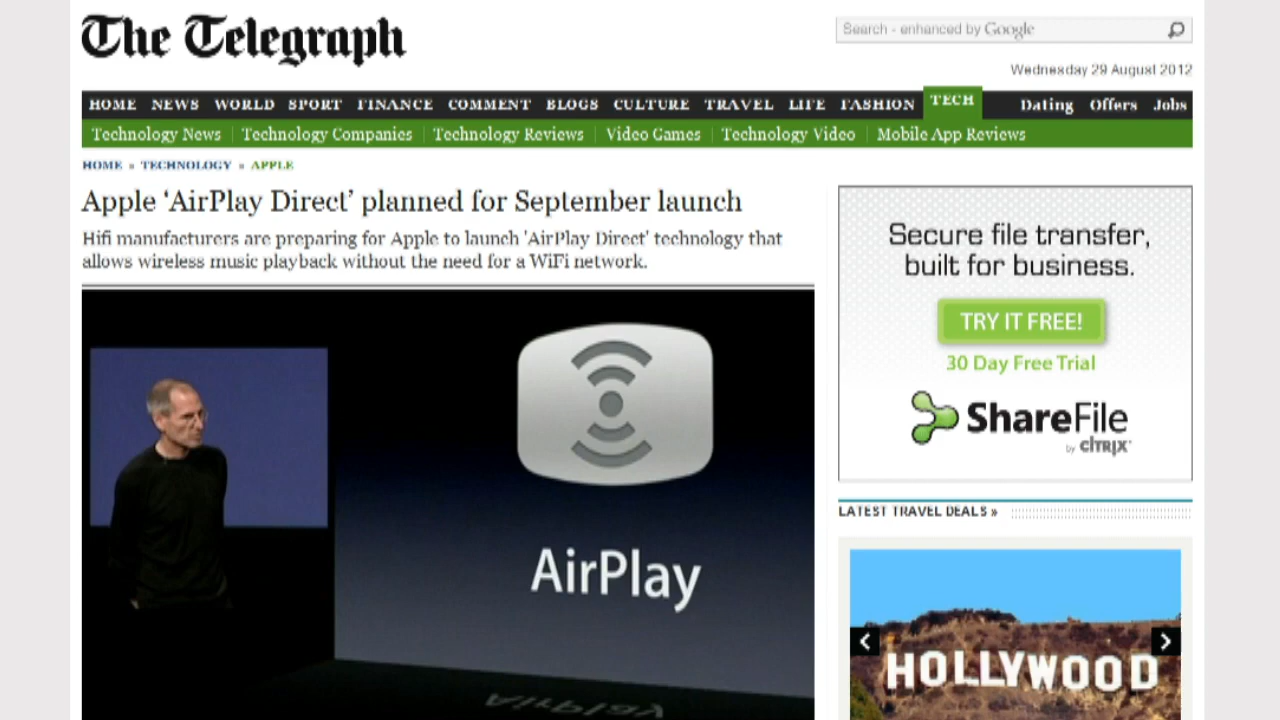 The Telegraph
Search - enhanced by Google
Wednesday 29 August 2012
HOME NEWS WORLD SPORT FINANCE COMMENT BLOGS CULTURE TRAVEL LIFE FASHION TECH Dating Offers Jobs
Technology News Technology Companies Technology Reviews Video Games Technology Video Mobile App Reviews
HOME » TECHNOLOGY » APPLE
Apple ‘AirPlay Direct’ planned for September launch
Hifi manufacturers are preparing for Apple to launch 'AirPlay Direct' technology that
allows wireless music playback without the need for a WiFi network.
AirPlay
AirPlay
Secure file transfer,
built for business.
TRY IT FREE!
30 Day Free Trial
ShareFile
by CITRIX
LATEST TRAVEL DEALS »
HOLLYWOOD